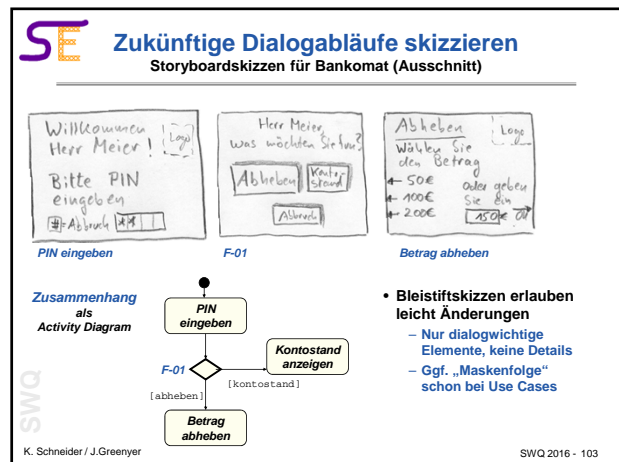 SE
Zukünftige Dialogabläufe skizzieren
Storyboardskizzen für Bankomat (Ausschnitt)
Willkommen
Herr Meier!
Logo
Bitte PIN
eingeben
#=Abbruch **
PIN eingeben
Herr Meier,
was möchten Sie tun?
Abheben
Konto-
stand
Abbruch
F-01
Abheben
Logo
Wählen Sie
den Betrag
50€
100€
200€
Oder geben
Sie ein
150€
Betrag abheben
Zusammenhang
als
Activity Diagram
PIN
eingeben
F-01
[abheben]
[kontostand]
Kontostand
anzeigen
Betrag
abheben
• Bleistiftskizzen erlauben
leicht Änderungen
– Nur dialogwichtige
Elemente, keine Details
– Ggf. „Maskenfolge“
schon bei Use Cases
SWQ
K. Schneider / J.Greenyer
SWQ 2016 - 103